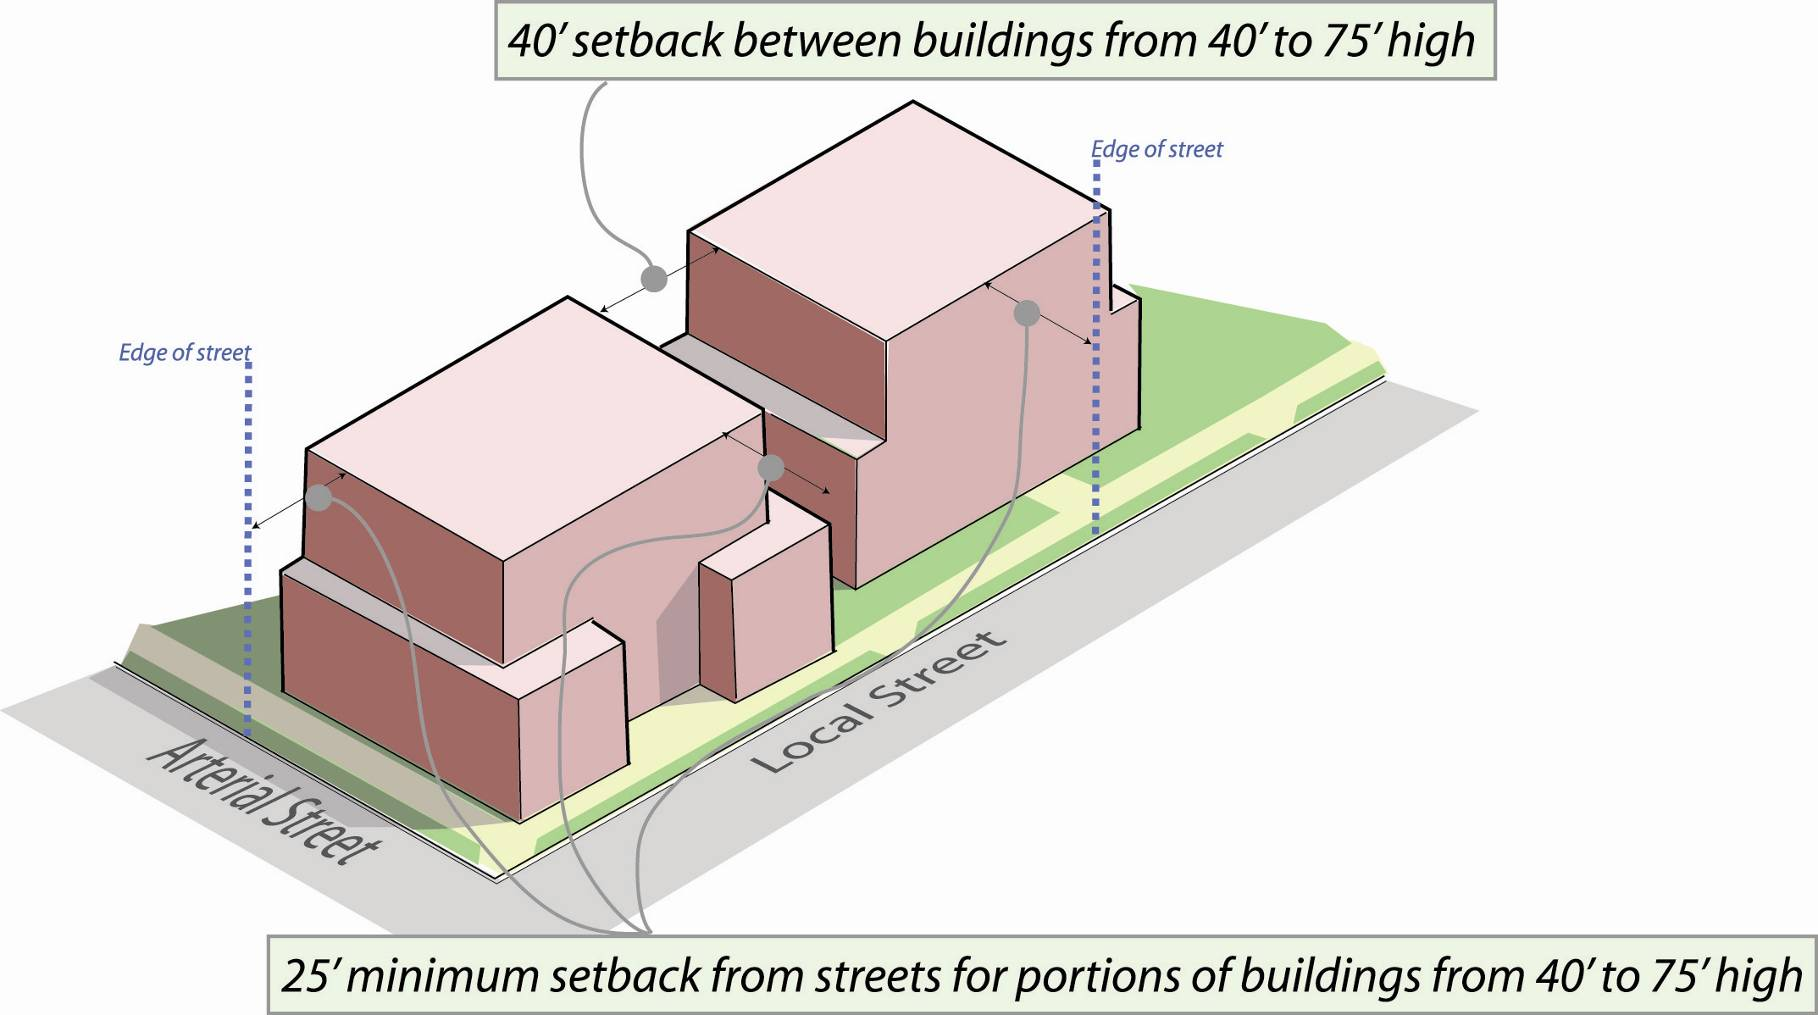 40’ setback between buildings from 40’ to 75’ high
Edge of street
Edge of street
Local Street
Arterial Street
25’ minimum setback from streets for portions of buildings from 40’ to 75’ high